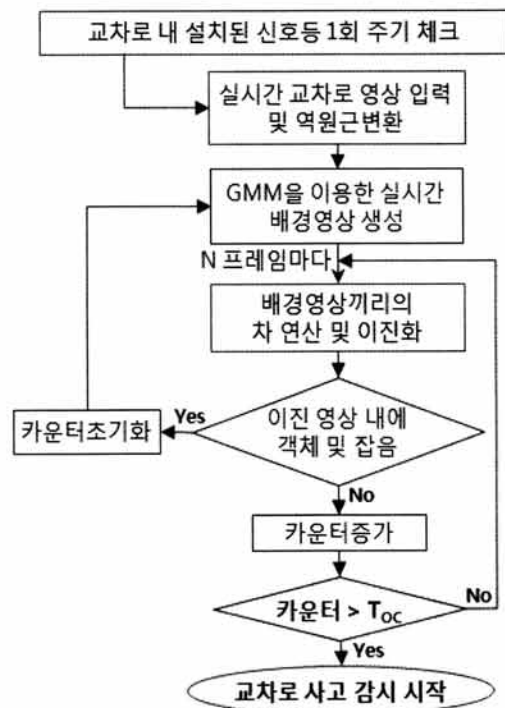 교차로 내 설치된 신호등 1회 주기 체크
실시간 교차로 영상 입력
및 역원근변환
GMM을 이용한 실시간
배경영상 생성
N 프레임마다
배경영상끼리의
차 연산 및 이진화
이진 영상 내에
객체 및 잡음
Yes
카운터초기화
No
카운터증가
카운터 > T_OC
No
Yes
교차로 사고 감시 시작